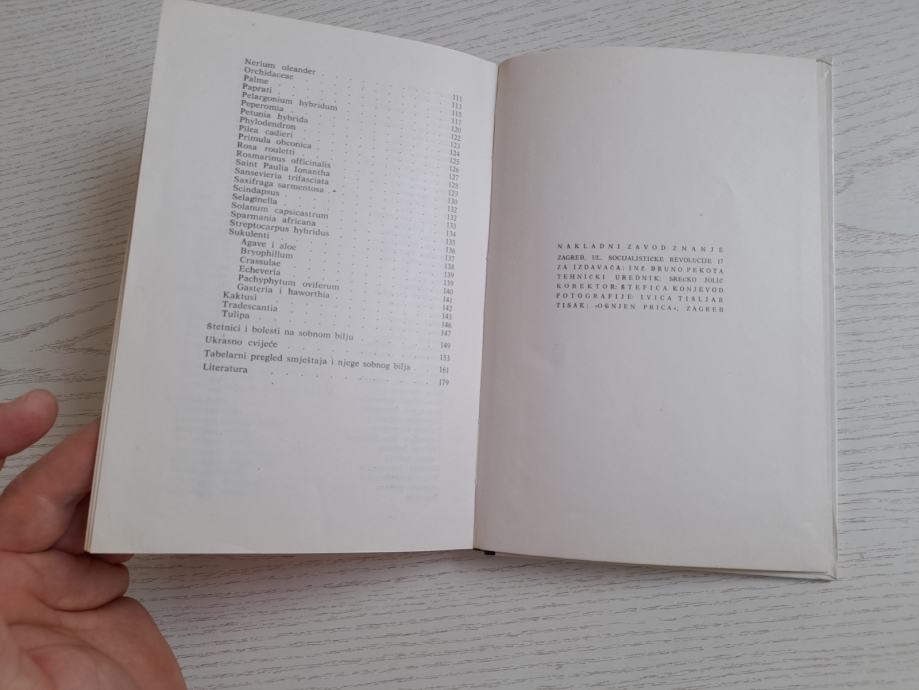 Nerium oleander . . . . . 111
Orchidaceae . . . . . 113
Palme . . . . . 115
Paprati . . . . . 117
Pelargonium hybridum . . . . . 120
Peperomia . . . . . 122
Petunia hybrida . . . . . 123
Phylodendron . . . . . 124
Pilea cadieri . . . . . 125
Primula obconica . . . . . 126
Rosa rouletti . . . . . 127
Rosmarinus officinalis . . . . . 128
Saint Paulia Ionantha . . . . . 129
Sansevieria trifasciata . . . . . 130
Saxifraga sarmentosa . . . . . 132
Scindapsus . . . . . 132
Selaginella . . . . . 133
Solanum capsicastrum . . . . . 134
Sparmania africana . . . . . 135
Streptocarpus hybridus . . . . . 136
Sukulenti . . . . . 137
Agave i aloe . . . . . 138
Bryophillum . . . . . 139
Crassulae . . . . . 139
Echeveria . . . . . 140
Pachyphytum oviferum . . . . . 141
Gasteria i haworthia . . . . . 142
Kaktusi . . . . . 143
Tradescantia . . . . . 146
Tulipa . . . . . 147
Štetnici i bolesti na sobnom bilju . . . . . 149
Ukrasno cvijeće . . . . . 153
Tabelarni pregled smještaja i njege sobnog bilja . . 161
Literatura . . . . . 179
NAKLADNI ZAVOD ZNANJE
ZAGREB, UL. SOCIJALISTIČKE REVOLUCIJE 17
ZA IZDAVAČA: INŽ. BRUNO PEKOTA
TEHNIČKI UREDNIK: SREĆKO JOLIĆ
KOREKTOR: ŠTEFICA KONJEVOD
FOTOGRAFIJE: IVICA TIŠLJAR
TISAK: »OGNJEN PRICA«, ZAGREB